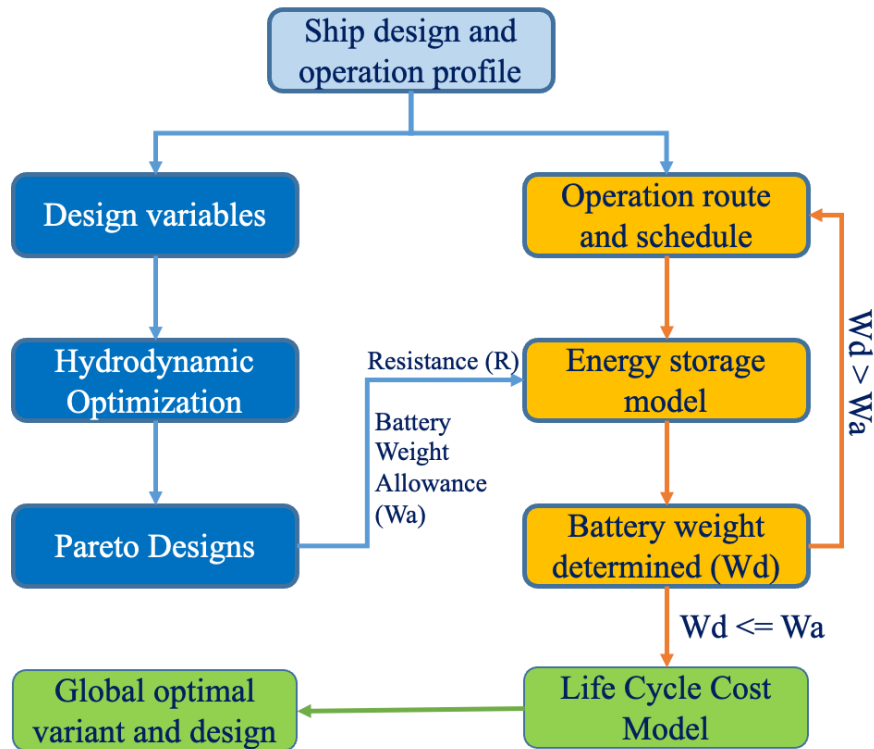 Ship design and
operation profile
Design variables
Operation route
and schedule
Hydrodynamic
Optimization
Resistance (R)
Energy storage
model
Wd > Wa
Battery
Weight
Allowance
(Wa)
Pareto Designs
Battery weight
determined (Wd)
Wd <= Wa
Global optimal
variant and design
Life Cycle Cost
Model